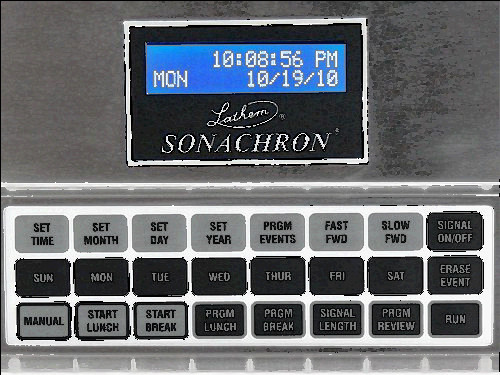 10:08:56 PM
MON 10/19/10
Lathem®
SONACHRON®
SET TIME SET MONTH SET DAY SET YEAR PRGM EVENTS FAST FWD SLOW FWD SIGNAL ON/OFF
SUN MON TUE WED THUR FRI SAT ERASE EVENT
MANUAL START LUNCH START BREAK PRGM LUNCH PRGM BREAK SIGNAL LENGTH PRGM REVIEW RUN